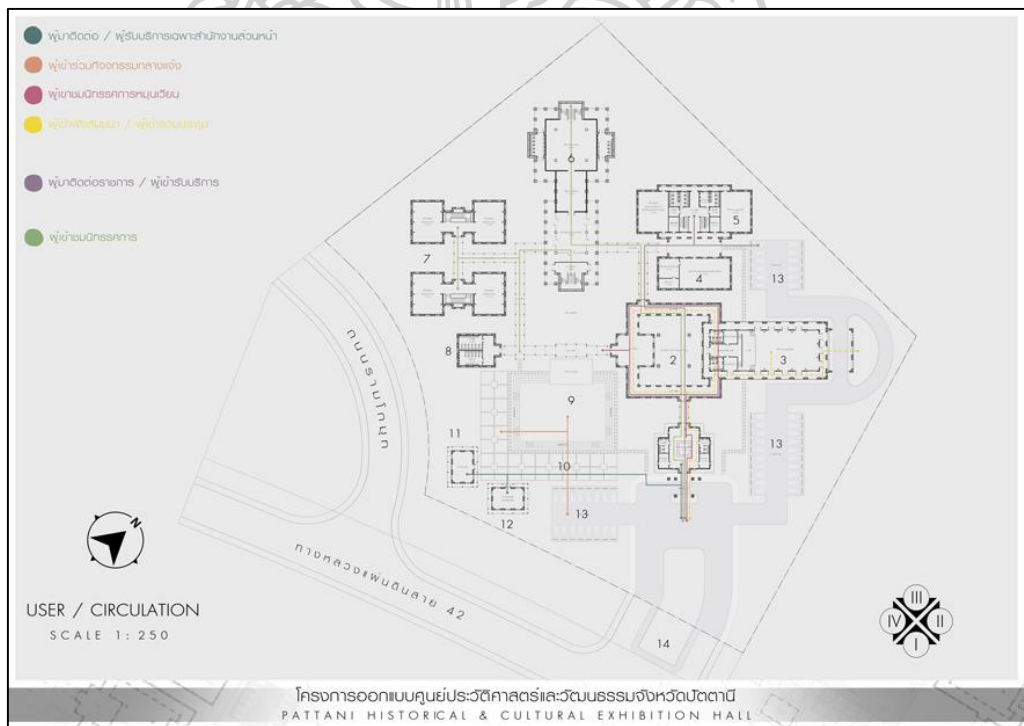 ผู้มาติดต่อ / ผู้รับบริการเฉพาะสำนักงานส่วนหน้า
ผู้เข้าร่วมกิจกรรมกลางแจ้ง
ผู้เขาชมนิทรรศการหมุนเวียน
ผู้เข้าฟังสัมมนา / ผู้เข้าร่วมประชุม
ผู้มาติดต่อราชการ / ผู้เข้ารับบริการ
ผู้เข้าชมนิทรรศการ
5
7
4
13
8
2
3
9
11
10
13
12
13
14
ถนนรามโกมุท
ทางหลวงแผ่นดินสาย 42
N
USER / CIRCULATION
SCALE 1: 250
III
IV
II
I
โครงการออกแบบศูนย์ประวัติศาสตร์และวัฒนธรรมจังหวัดปัตตานี
PATTANI HISTORICAL & CULTURAL EXHIBITION HALL